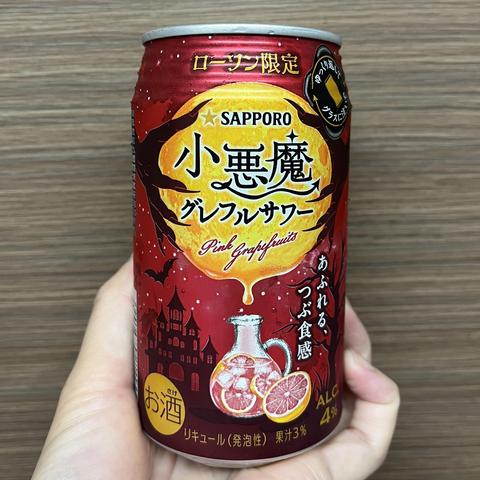 ローソン限定
SAPPORO
小悪魔
グレフルサワー
Pink Grapefruits
あふれる、
つぶ食感
さけ
お酒
ALC.
4%
リキュール(発泡性) 果汁3%